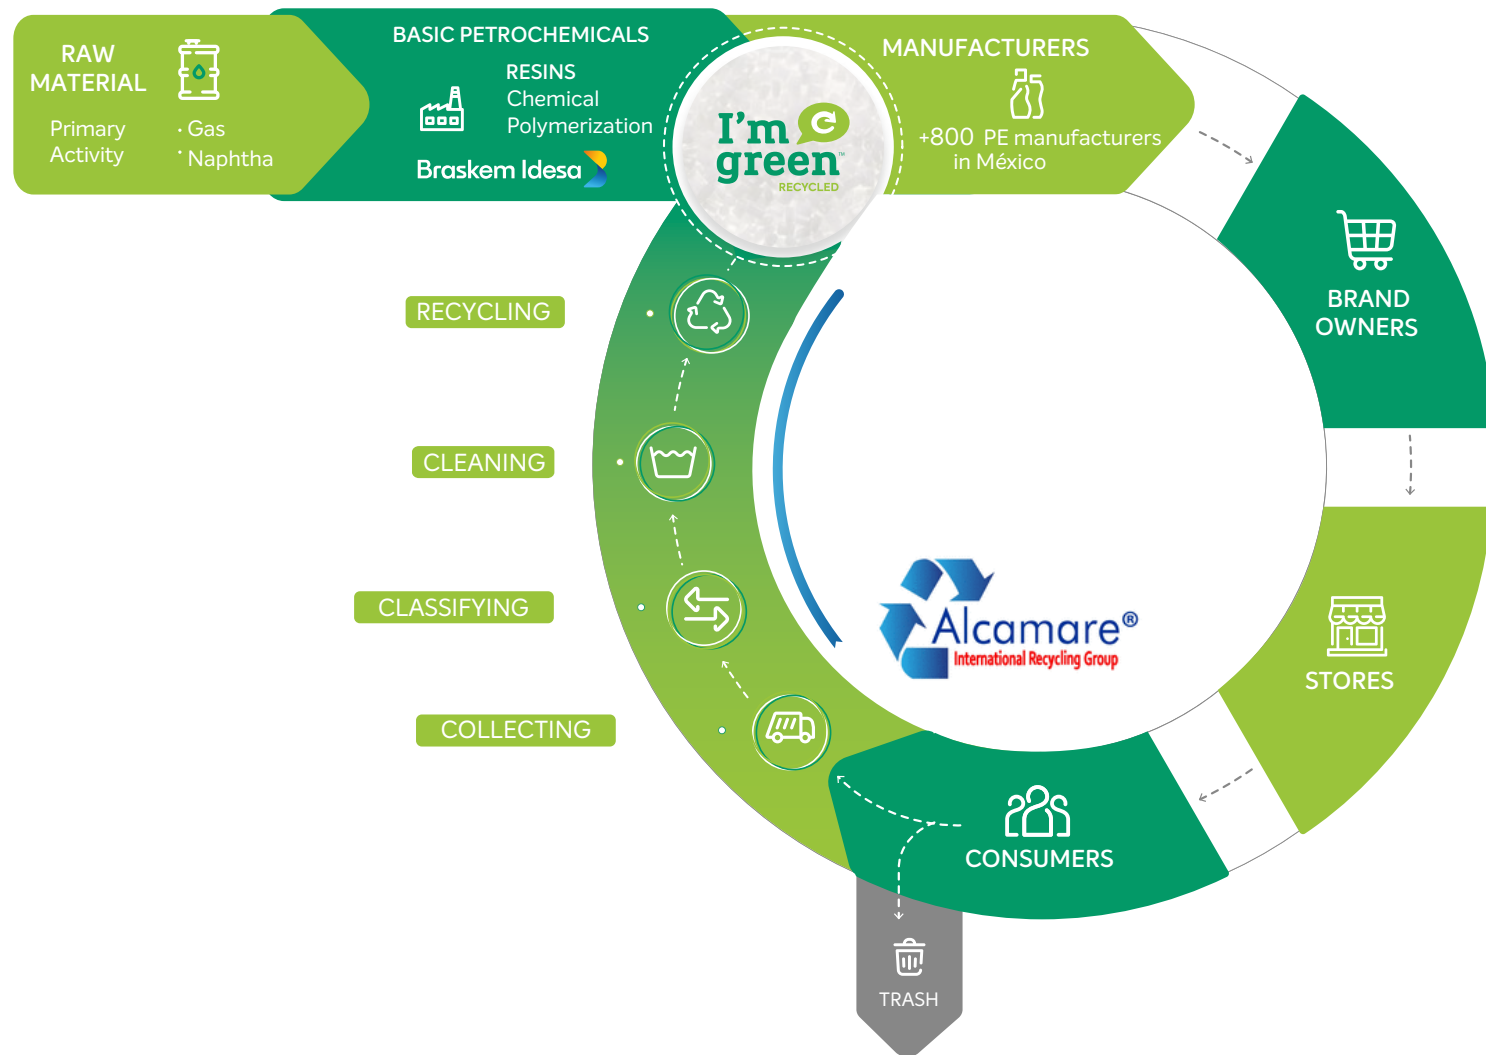 RAW
MATERIAL
Primary
Activity
· Gas
· Naphtha
BASIC PETROCHEMICALS
RESINS
Chemical
Polymerization
Braskem Idesa
I'm
green™
RECYCLED
MANUFACTURERS
+800 PE manufacturers
in México
BRAND
OWNERS
STORES
CONSUMERS
TRASH
COLLECTING
CLASSIFYING
CLEANING
RECYCLING
Alcamare®
International Recycling Group